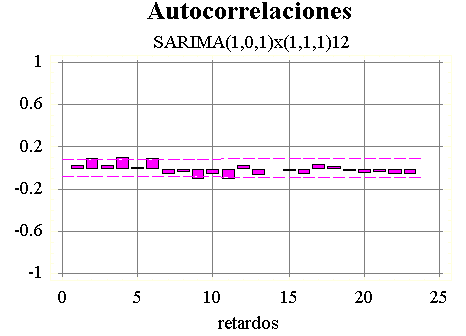 Autocorrelaciones
SARIMA(1,0,1)x(1,1,1)12
1
0.6
0.2
-0.2
-0.6
-1
0 5 10 15 20 25
retardos